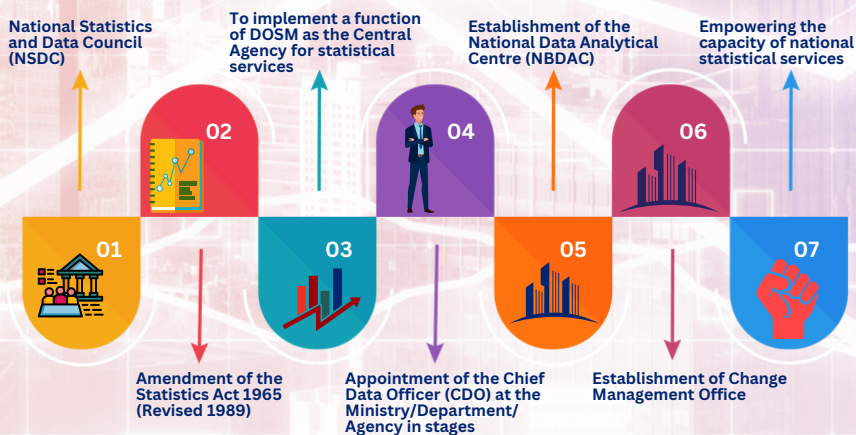 National Statistics
and Data Council
(NSDC)
01
02
Amendment of the
Statistics Act 1965
(Revised 1989)
To implement a function
of DOSM as the Central
Agency for statistical
services
03
04
Appointment of the Chief
Data Officer (CDO) at the
Ministry/Department/
Agency in stages
Establishment of the
National Data Analytical
Centre (NBDAC)
05
06
Establishment of Change
Management Office
Empowering the
capacity of national
statistical services
07